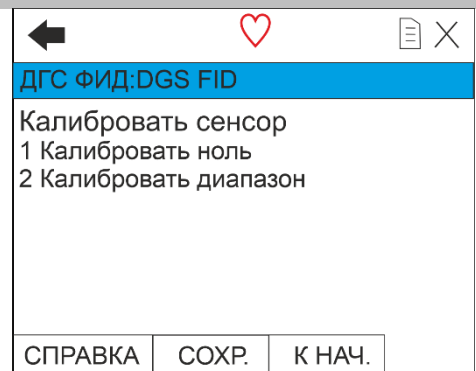 ДГС ФИД:DGS FID
Калибровать сенсор
1 Калибровать ноль
2 Калибровать диапазон
СПРАВКА СОХР. К НАЧ.